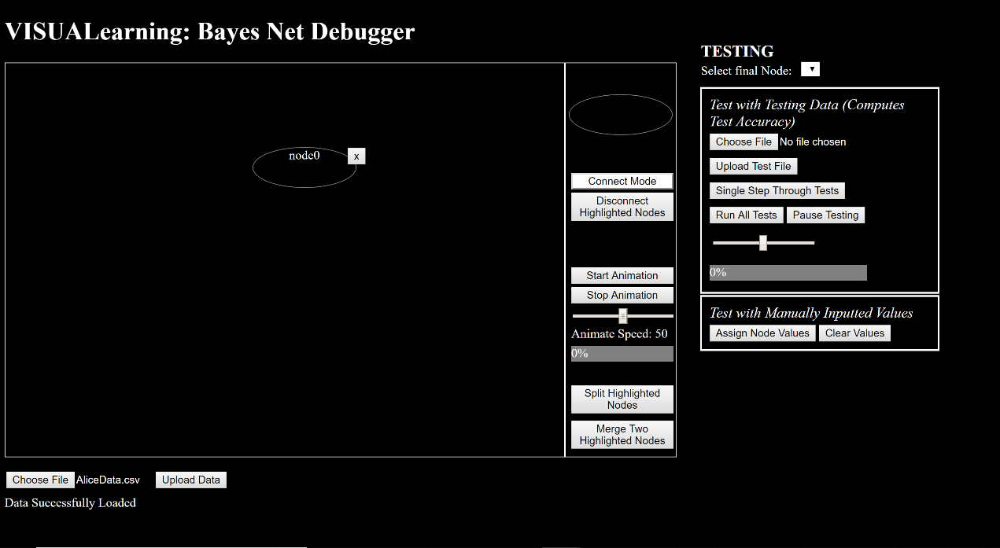 VISUALearning: Bayes Net Debugger
node0
x
Connect Mode
Disconnect
Highlighted Nodes
Start Animation
Stop Animation
Animate Speed: 50
0%
Split Highlighted
Nodes
Merge Two
Highlighted Nodes
Choose File AliceData.csv Upload Data
Data Successfully Loaded
TESTING
Select final Node:
Test with Testing Data (Computes
Test Accuracy)
Choose File No file chosen
Upload Test File
Single Step Through Tests
Run All Tests Pause Testing
0%
Test with Manually Inputted Values
Assign Node Values Clear Values